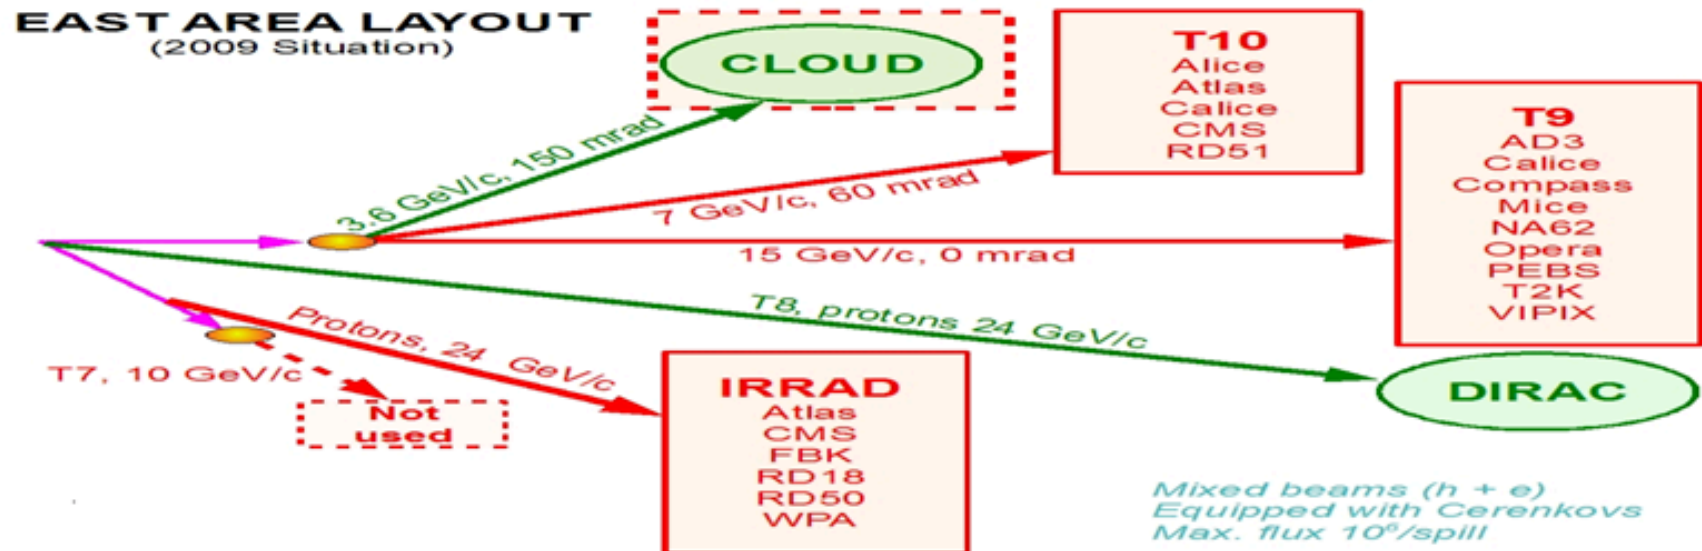 EAST AREA LAYOUT
(2009 Situation)
CLOUD
3.6 GeV/c, 150 mrad
T10
Alice
Atlas
Calice
CMS
RD51
7 GeV/c, 60 mrad
T9
AD3
Calice
Compass
Mice
NA62
Opera
PEBS
T2K
VIPIX
15 GeV/c, 0 mrad
T8, protons 24 GeV/c
DIRAC
Protons, 24 GeV/c
T7, 10 GeV/c
Not
used
IRRAD
Atlas
CMS
FBK
RD18
RD50
WPA
Mixed beams (h + e)
Equipped with Cerenkovs
Max. flux 10⁶/spill